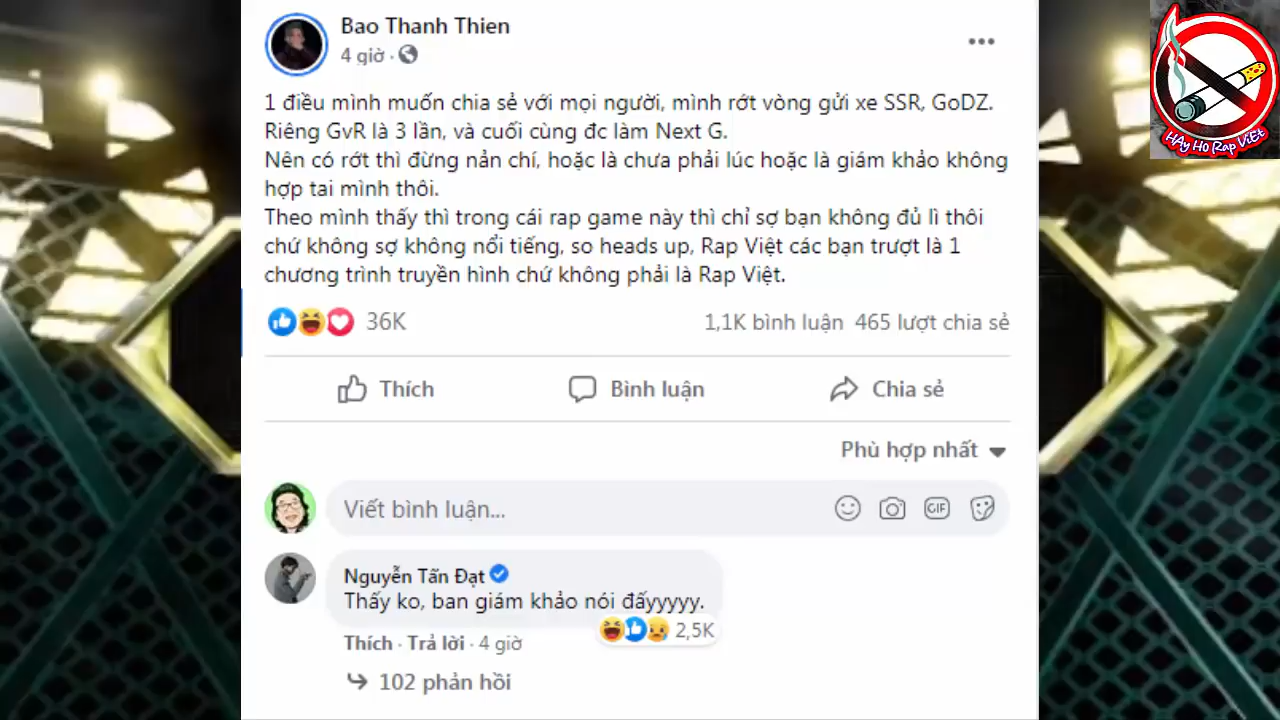 Bao Thanh Thien
4 giờ ·
1 điều mình muốn chia sẻ với mọi người, mình rớt vòng gửi xe SSR, GoDZ.
Riêng GvR là 3 lần, và cuối cùng đc làm Next G.
Nên có rớt thì đừng nản chí, hoặc là chưa phải lúc hoặc là giám khảo không
hợp tai mình thôi.
Theo mình thấy thì trong cái rap game này thì chỉ sợ bạn không đủ lì thôi
chứ không sợ không nổi tiếng, so heads up, Rap Việt các bạn trượt là 1
chương trình truyền hình chứ không phải là Rap Việt.
36K
1,1K bình luận 465 lượt chia sẻ
Thích Bình luận Chia sẻ
Phù hợp nhất
Viết bình luận...
GIF
Nguyễn Tấn Đạt
Thấy ko, ban giám khảo nói đấyyyyy.
2,5K
Thích · Trả lời · 4 giờ
102 phản hồi
HAy Ho Rap ViEt